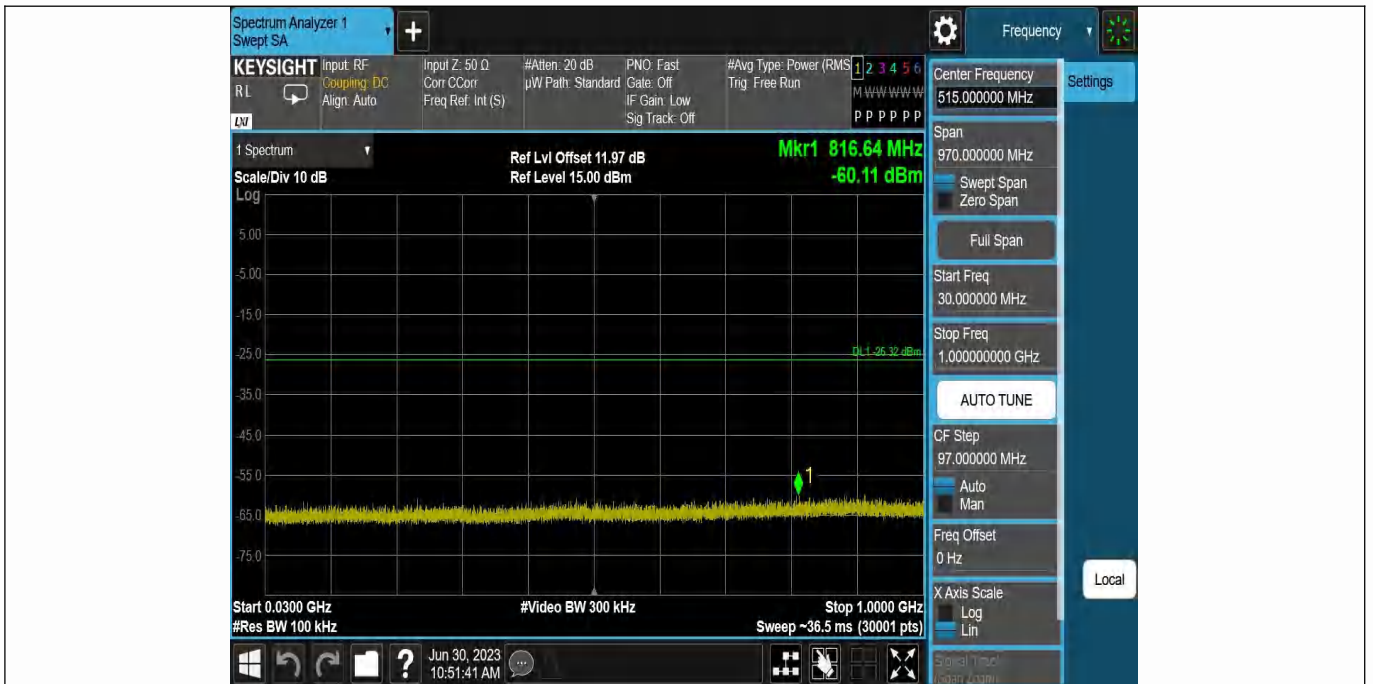 Spectrum Analyzer 1
Swept SA
+
Frequency
KEYSIGHT
RL
LXI
Input: RF
Coupling: DC
Align: Auto
Input Z: 50 Ω
Corr CCorr
Freq Ref: Int (S)
#Atten: 20 dB
µW Path: Standard
PNO: Fast
Gate: Off
IF Gain: Low
Sig Track: Off
#Avg Type: Power (RMS
Trig: Free Run
1 2 3 4 5 6
M W W W W W
P P P P P P
1 Spectrum
Scale/Div 10 dB
Log
Ref Lvl Offset 11.97 dB
Ref Level 15.00 dBm
Mkr1 816.64 MHz
-60.11 dBm
5.00
-5.00
-15.0
-25.0
DL1 -26.32 dBm
-35.0
-45.0
-55.0
1
-65.0
-75.0
Start 0.0300 GHz
#Res BW 100 kHz
#Video BW 300 kHz
Stop 1.0000 GHz
Sweep ~36.5 ms (30001 pts)
Center Frequency
515.000000 MHz
Settings
Span
970.000000 MHz
Swept Span
Zero Span
Full Span
Start Freq
30.000000 MHz
Stop Freq
1.000000000 GHz
AUTO TUNE
CF Step
97.000000 MHz
Auto
Man
Freq Offset
0 Hz
X Axis Scale
Log
Lin
Signal Track
(Span Zoom)
Local
?
Jun 30, 2023
10:51:41 AM